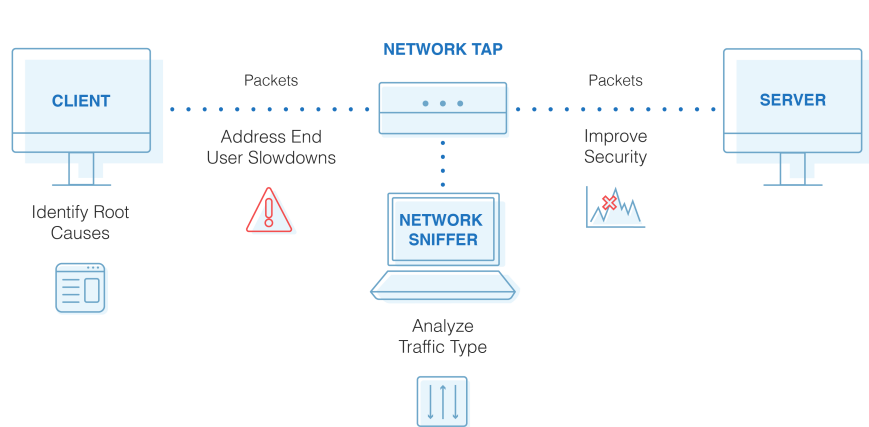 NETWORK TAP
CLIENT
Packets
Packets
SERVER
Address End
User Slowdowns
Improve
Security
Identify Root
Causes
NETWORK
SNIFFER
Analyze
Traffic Type